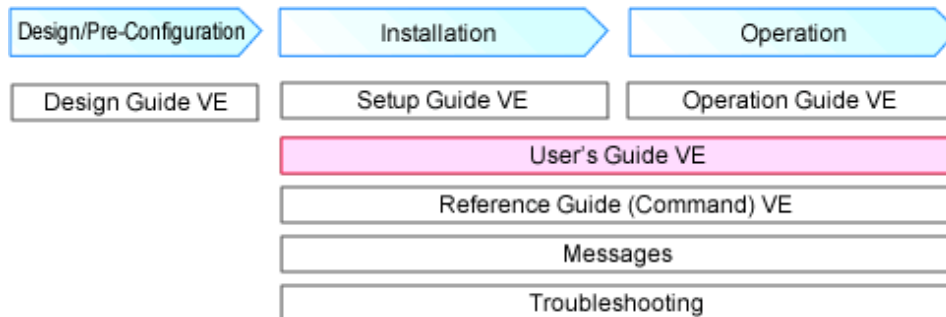 Design/Pre-Configuration
Installation
Operation
Design Guide VE
Setup Guide VE
Operation Guide VE
User's Guide VE
Reference Guide (Command) VE
Messages
Troubleshooting